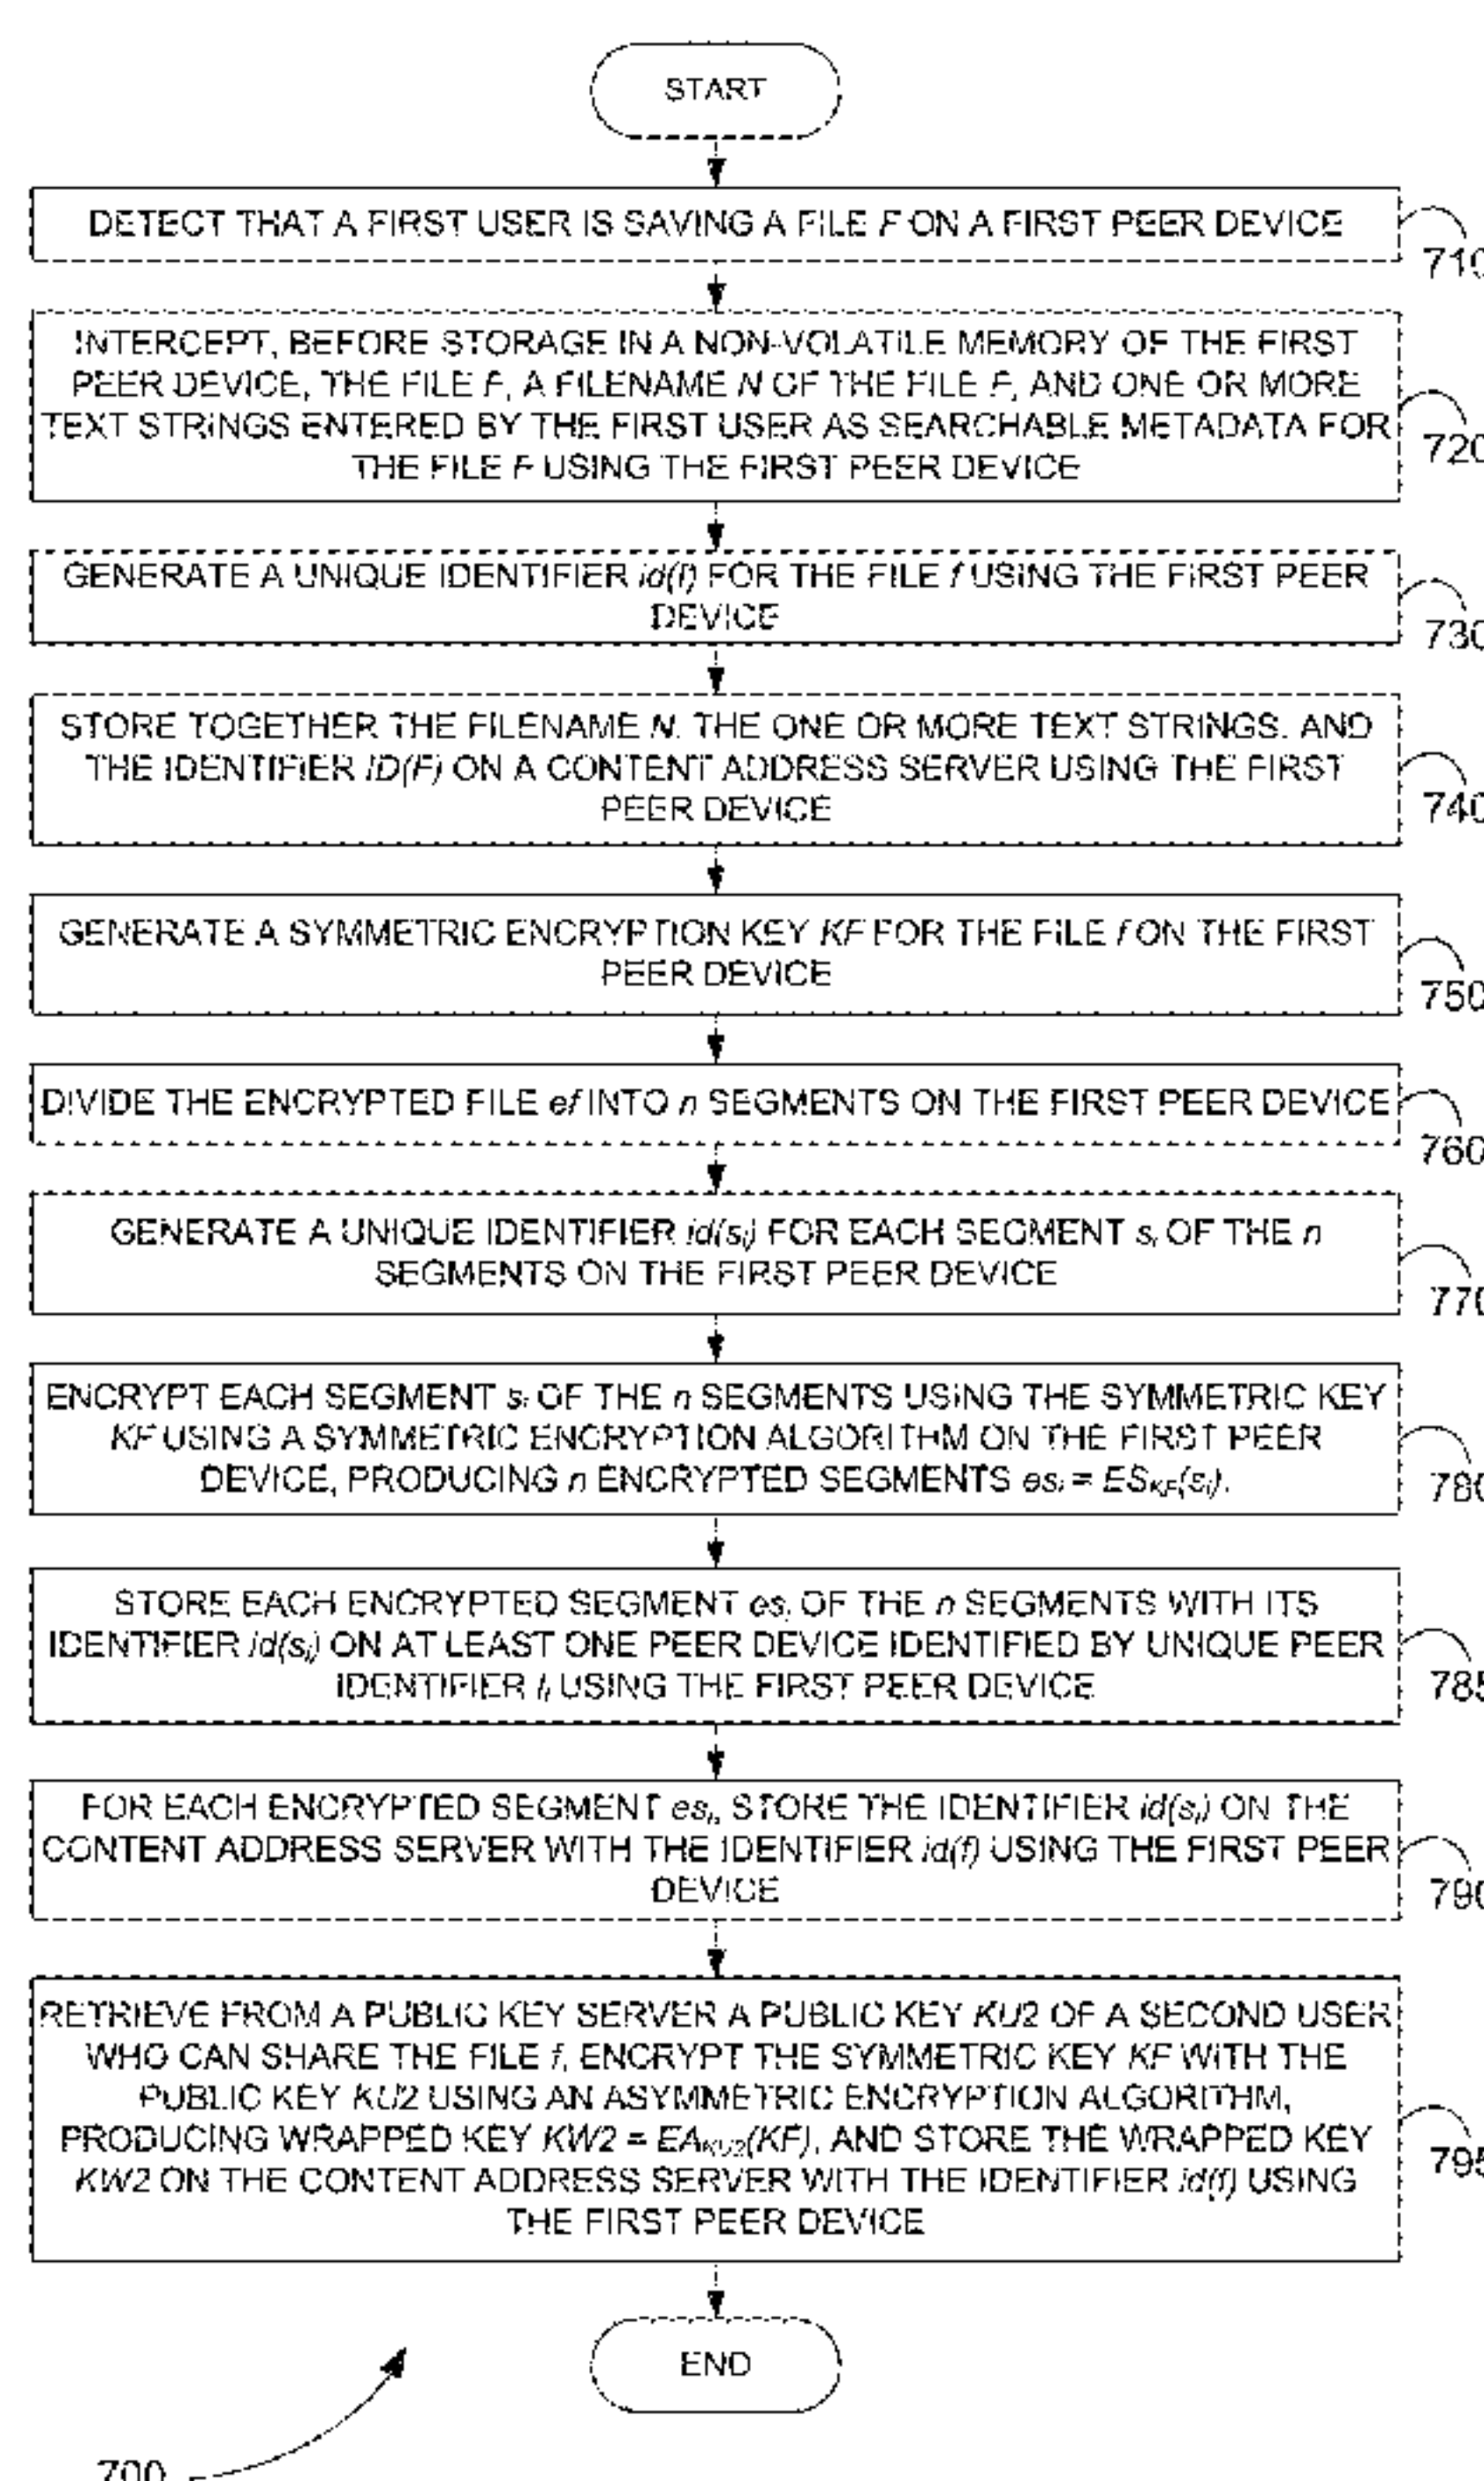 START
DETECT THAT A FIRST USER IS SAVING A FILE F ON A FIRST PEER DEVICE
710
INTERCEPT, BEFORE STORAGE IN A NON-VOLATILE MEMORY OF THE FIRST
PEER DEVICE, THE FILE F, A FILENAME N OF THE FILE F, AND ONE OR MORE
TEXT STRINGS ENTERED BY THE FIRST USER AS SEARCHABLE METADATA FOR
THE FILE F USING THE FIRST PEER DEVICE
720
GENERATE A UNIQUE IDENTIFIER id(f) FOR THE FILE f USING THE FIRST PEER
DEVICE
730
STORE TOGETHER THE FILENAME N, THE ONE OR MORE TEXT STRINGS, AND
THE IDENTIFIER ID(F) ON A CONTENT ADDRESS SERVER USING THE FIRST
PEER DEVICE
740
GENERATE A SYMMETRIC ENCRYPTION KEY KF FOR THE FILE f ON THE FIRST
PEER DEVICE
750
DIVIDE THE ENCRYPTED FILE ef INTO n SEGMENTS ON THE FIRST PEER DEVICE
760
GENERATE A UNIQUE IDENTIFIER id(si) FOR EACH SEGMENT si OF THE n
SEGMENTS ON THE FIRST PEER DEVICE
770
ENCRYPT EACH SEGMENT si OF THE n SEGMENTS USING THE SYMMETRIC KEY
KF USING A SYMMETRIC ENCRYPTION ALGORITHM ON THE FIRST PEER
DEVICE, PRODUCING n ENCRYPTED SEGMENTS esi = ESKF(si).
780
STORE EACH ENCRYPTED SEGMENT esi OF THE n SEGMENTS WITH ITS
IDENTIFIER id(si) ON AT LEAST ONE PEER DEVICE IDENTIFIED BY UNIQUE PEER
IDENTIFIER Ii USING THE FIRST PEER DEVICE
785
FOR EACH ENCRYPTED SEGMENT esi, STORE THE IDENTIFIER id(si) ON THE
CONTENT ADDRESS SERVER WITH THE IDENTIFIER id(f) USING THE FIRST PEER
DEVICE
790
RETRIEVE FROM A PUBLIC KEY SERVER A PUBLIC KEY KU2 OF A SECOND USER
WHO CAN SHARE THE FILE f, ENCRYPT THE SYMMETRIC KEY KF WITH THE
PUBLIC KEY KU2 USING AN ASYMMETRIC ENCRYPTION ALGORITHM,
PRODUCING WRAPPED KEY KW2 = EAKU2(KF), AND STORE THE WRAPPED KEY
KW2 ON THE CONTENT ADDRESS SERVER WITH THE IDENTIFIER id(f) USING
THE FIRST PEER DEVICE
795
END
700